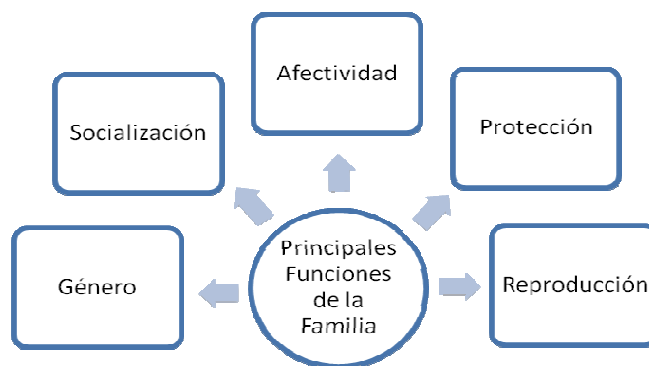 Afectividad
Socialización
Protección
Género
Principales
Funciones
de la
Familia
Reproducción